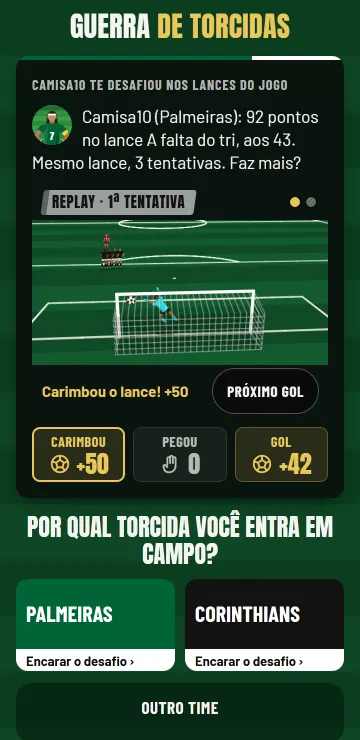 GUERRA DE TORCIDAS
CAMISA10 TE DESAFIOU NOS LANCES DO JOGO
Camisa10 (Palmeiras): 92 pontos
no lance A falta do tri, aos 43.
Mesmo lance, 3 tentativas. Faz mais?
7
REPLAY · 1ª TENTATIVA
Carimbou o lance! +50
PRÓXIMO GOL
CARIMBOU
+50
PEGOU
0
GOL
+42
POR QUAL TORCIDA VOCÊ ENTRA EM
CAMPO?
PALMEIRAS
Encarar o desafio ›
CORINTHIANS
Encarar o desafio ›
OUTRO TIME